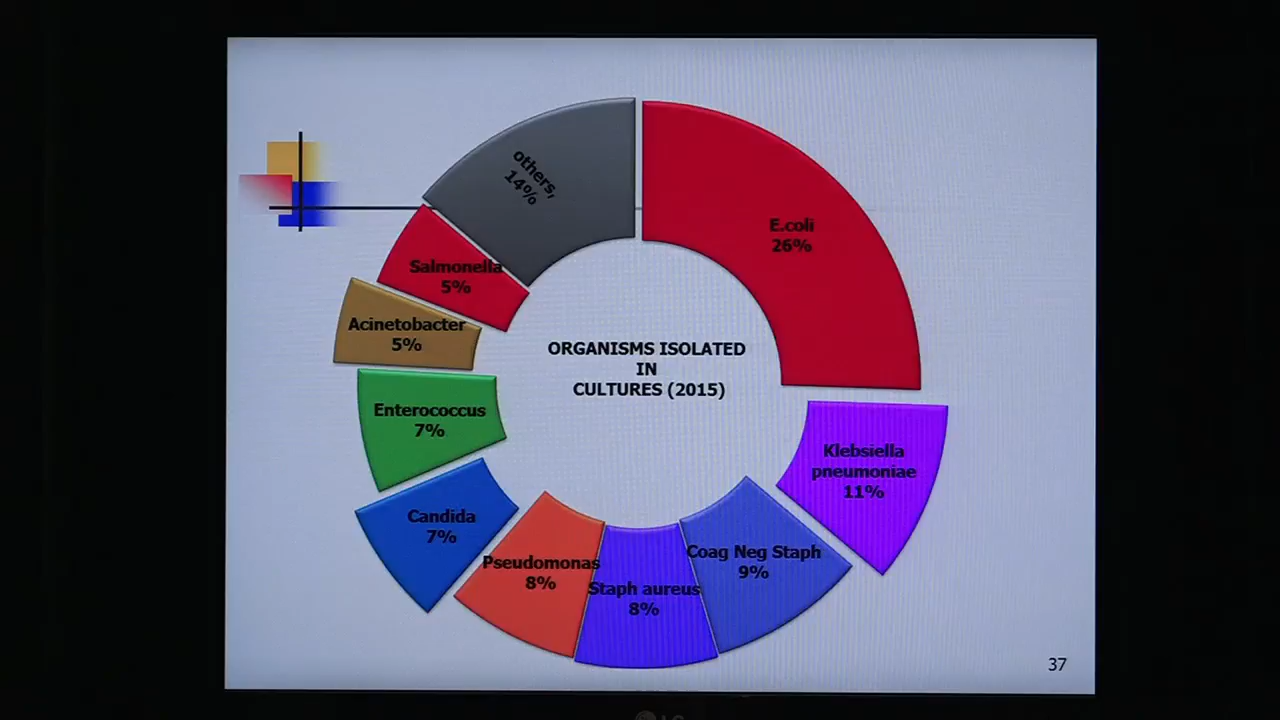 others,
14%
E.coli
26%
Salmonella
5%
Acinetobacter
5%
ORGANISMS ISOLATED
IN
CULTURES (2015)
Enterococcus
7%
Klebsiella
pneumoniae
11%
Candida
7%
Pseudomonas
8%
Staph aureus
8%
Coag Neg Staph
9%
37